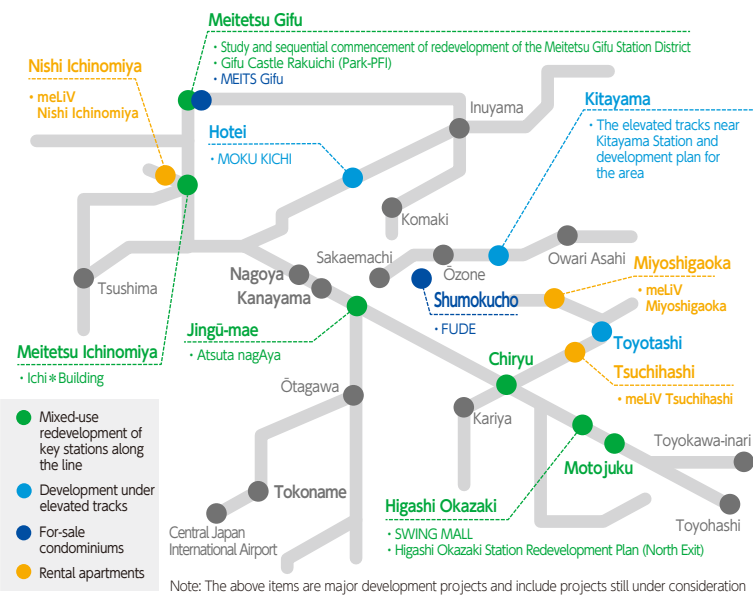 Meitetsu Gifu
・Study and sequential commencement of redevelopment of the Meitetsu Gifu Station District
・Gifu Castle Rakuichi (Park-PFI)
・MEITS Gifu
Nishi Ichinomiya
・meLiV
Nishi Ichinomiya
Hotei
・MOKU KICHI
Inuyama
Kitayama
・The elevated tracks near
Kitayama Station and
development plan for
the area
Komaki
Sakaemachi
Ōzone
Owari Asahi
Tsushima
Nagoya
Kanayama
Shumokucho
・FUDE
Miyoshigaoka
・meLiV
Miyoshigaoka
Jingū-mae
・Atsuta nagAya
Toyotashi
Meitetsu Ichinomiya
・Ichi＊Building
Chiryu
Tsuchihashi
・meLiV Tsuchihashi
Ōtagawa
Kariya
Mixed-use
redevelopment of
key stations along
the line
Development under
elevated tracks
For-sale
condominiums
Rental apartments
Toyokawa-inari
Motojuku
Tokoname
Higashi Okazaki
・SWING MALL
・Higashi Okazaki Station Redevelopment Plan (North Exit)
Central Japan
International Airport
Toyohashi
Note: The above items are major development projects and include projects still under consideration